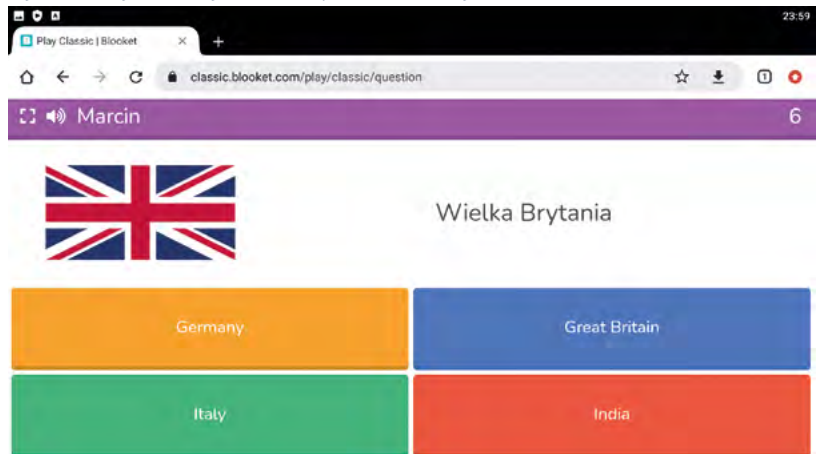 23:59
Play Classic | Blooket
classic.blooket.com/play/classic/question
1
Marcin
6
Wielka Brytania
Germany
Great Britain
Italy
India